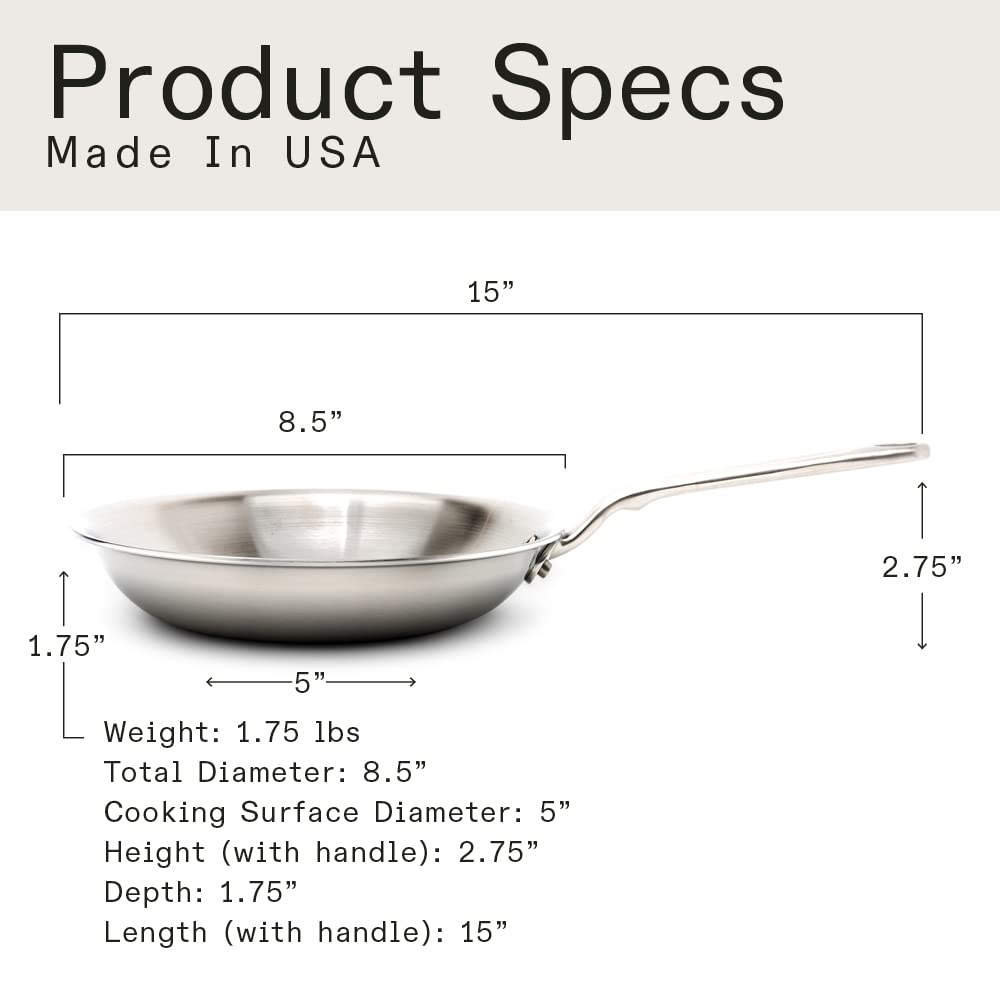 Product Specs
Made In USA
15”
8.5”
2.75”
1.75”
5”
Weight: 1.75 lbs
Total Diameter: 8.5”
Cooking Surface Diameter: 5”
Height (with handle): 2.75”
Depth: 1.75”
Length (with handle): 15”